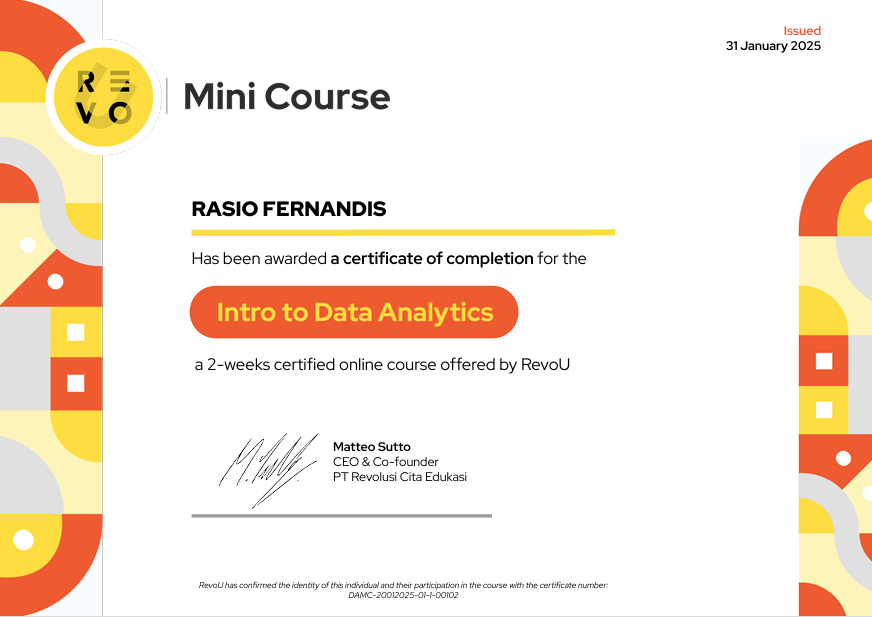 Issued
31 January 2025
RE
VO
Mini Course
RASIO FERNANDIS
Has been awarded a certificate of completion for the
Intro to Data Analytics
a 2-weeks certified online course offered by RevoU
Matteo Sutto
CEO & Co-founder
PT Revolusi Cita Edukasi
RevoU has confirmed the identity of this individual and their participation in the course with the certificate number:
DAMC-20012025-01-1-00102